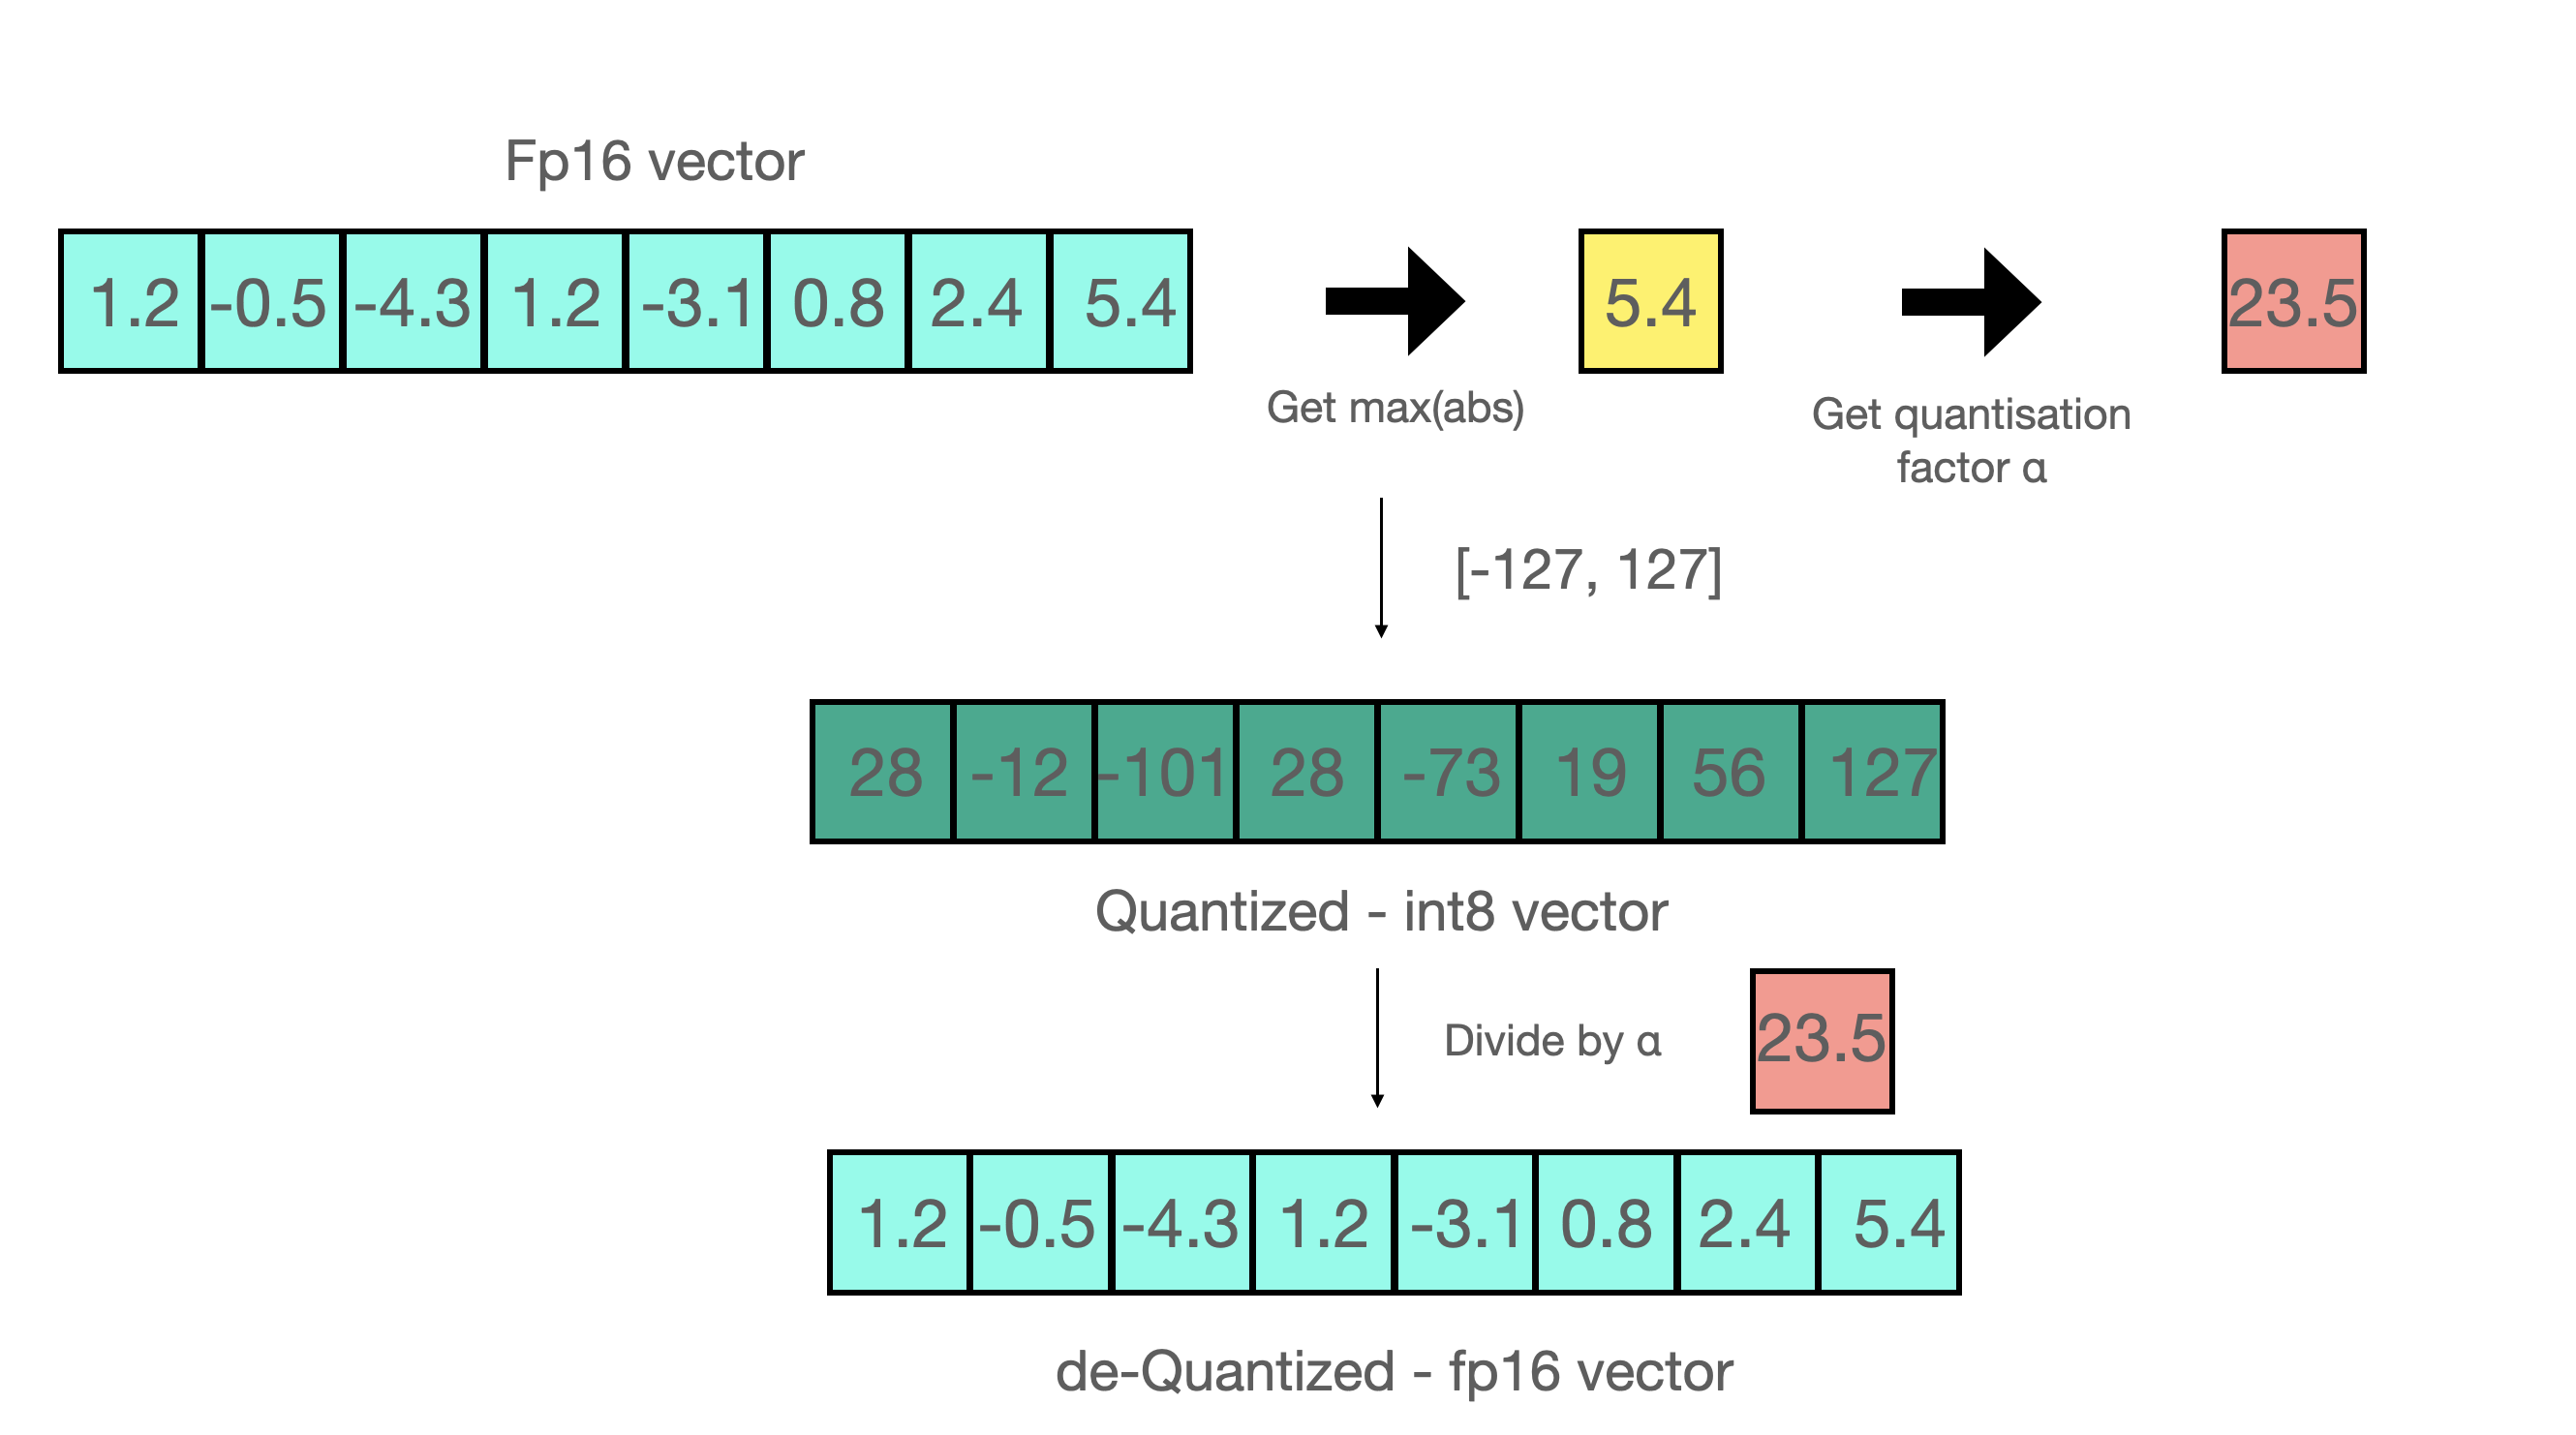 Fp16 vector
1.2 -0.5 -4.3 1.2 -3.1 0.8 2.4 5.4
5.4
23.5
Get max(abs)
Get quantisation
factor α
[-127, 127]
28 -12 -101 28 -73 19 56 127
Quantized - int8 vector
Divide by α
23.5
1.2 -0.5 -4.3 1.2 -3.1 0.8 2.4 5.4
de-Quantized - fp16 vector